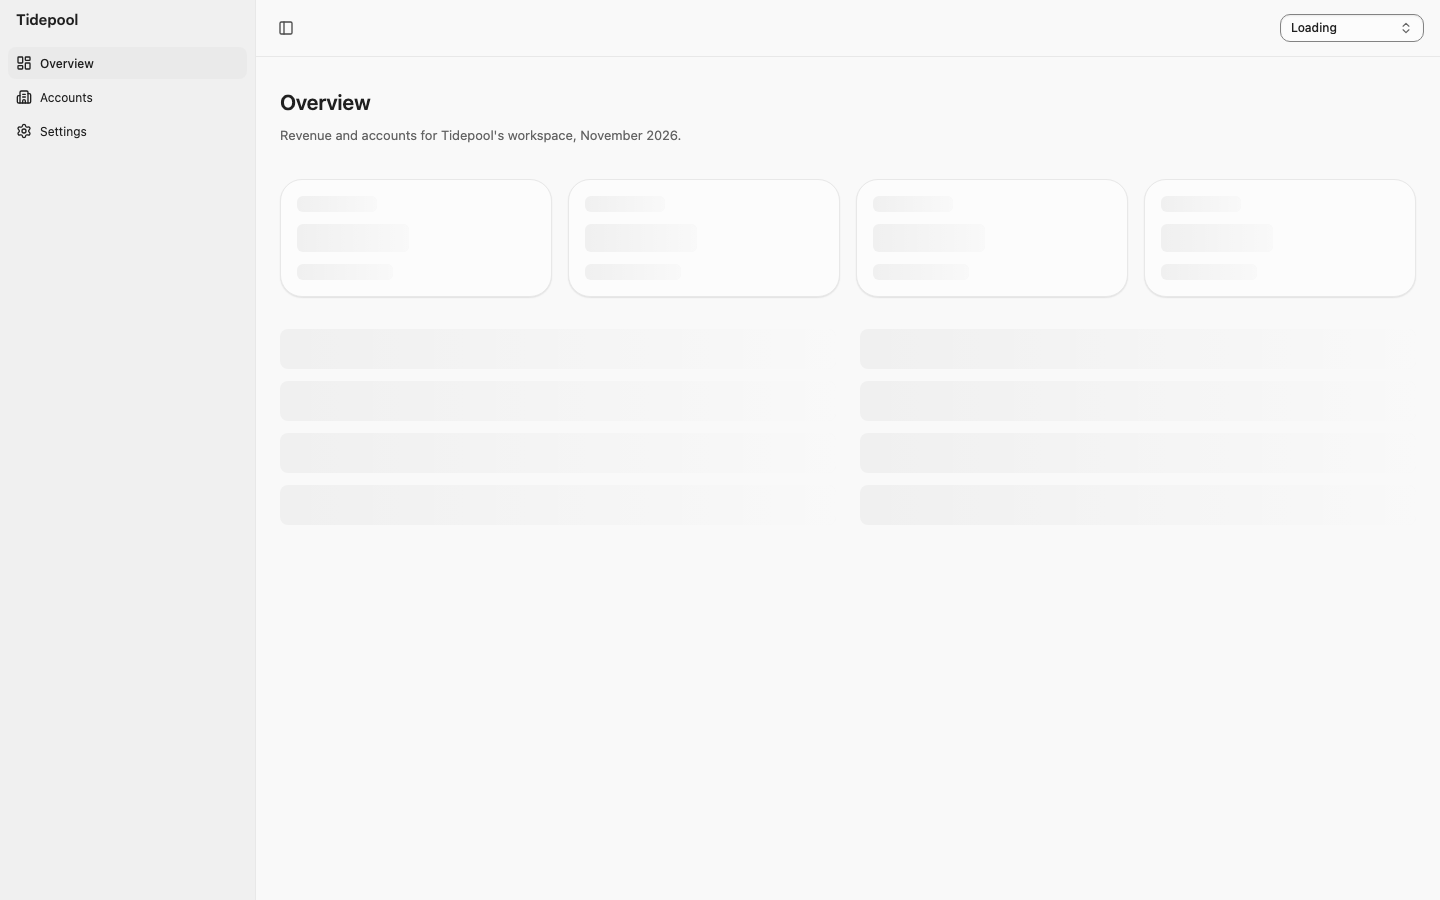 Tidepool
Overview
Accounts
Settings
Loading
Overview
Revenue and accounts for Tidepool's workspace, November 2026.